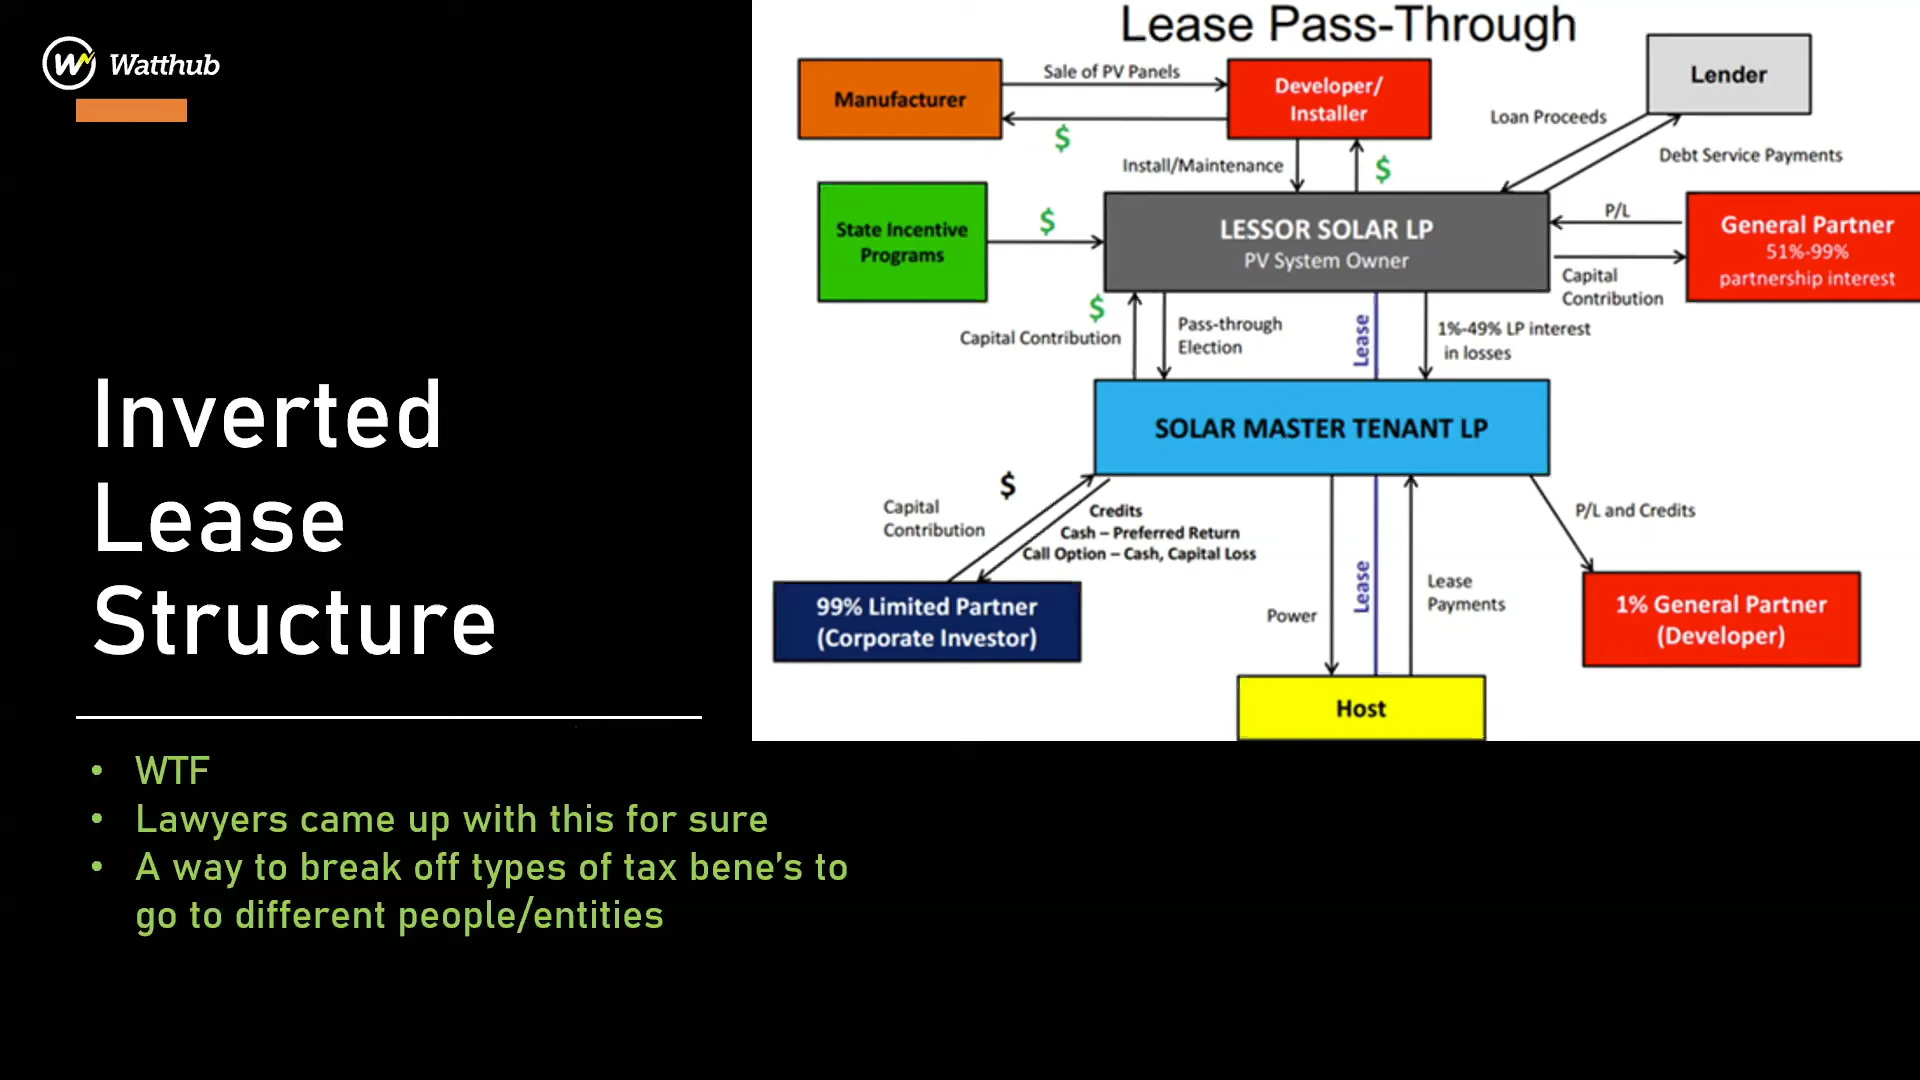 Watthub
Inverted
Lease
Structure
• WTF
• Lawyers came up with this for sure
• A way to break off types of tax bene's to
go to different people/entities
Lease Pass-Through
Manufacturer
Sale of PV Panels
$
Developer/
Installer
Lender
Loan Proceeds
Debt Service Payments
Install/Maintenance
$
State Incentive
Programs
$
LESSOR SOLAR LP
PV System Owner
P/L
Capital
Contribution
General Partner
51%-99%
partnership interest
$
Capital Contribution
Pass-through
Election
Lease
1%-49% LP interest
in losses
SOLAR MASTER TENANT LP
Capital
Contribution
$
Credits
Cash – Preferred Return
Call Option – Cash, Capital Loss
P/L and Credits
99% Limited Partner
(Corporate Investor)
Power
Lease
Lease
Payments
1% General Partner
(Developer)
Host